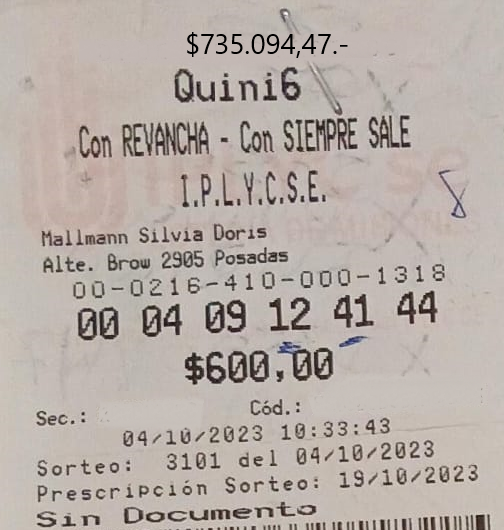 $735.094,47.-
Quini6
Con REVANCHA - Con SIEMPRE SALE
I.P.L.Y.C.S.E.
8
Mallmann Silvia Doris
Alte. Brow 2905 Posadas
00-0216-410-000-1318
00 04 09 12 41 44
$600,00
Sec.: Cód.:
04/10/2023 10:33:43
Sorteo: 3101 del 04/10/2023
Prescripción Sorteo: 19/10/2023
Sin Documento